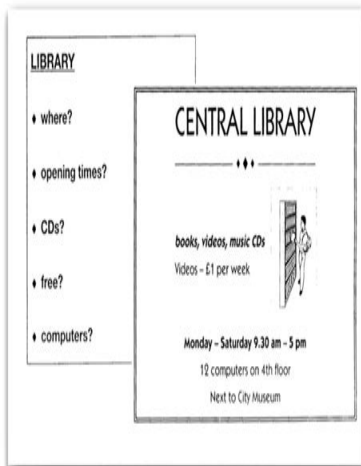 LIBRARY
♦ where?
♦ opening times?
♦ CDs?
♦ free?
♦ computers?
CENTRAL LIBRARY
books, videos, music CDs
Videos – £1 per week
Monday – Saturday 9.30 am – 5 pm
12 computers on 4th floor
Next to City Museum